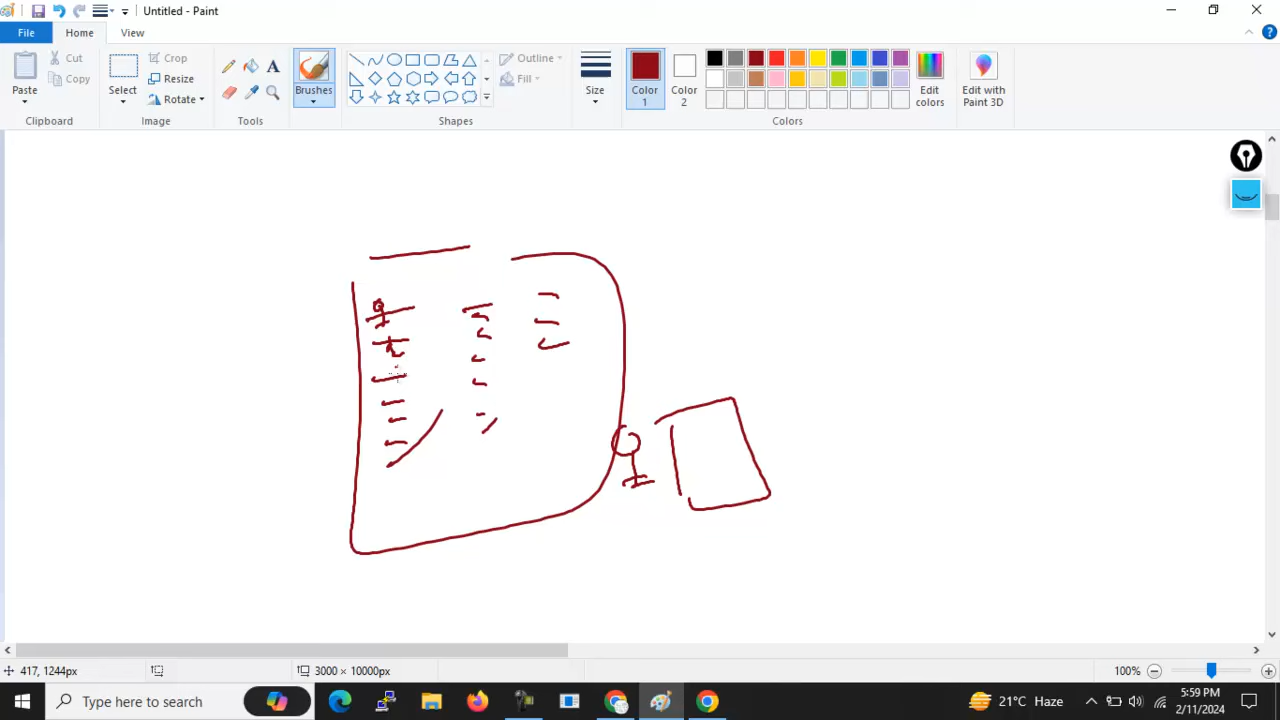 Untitled - Paint
File
Home
View
Paste
Cut
Copy
Clipboard
Select
Crop
Resize
Rotate
Image
A
Tools
Brushes
Outline
Fill
Shapes
Size
Color 1
Color 2
Edit colors
Colors
Edit with Paint 3D
417, 1244px
3000 × 10000px
100%
Type here to search
21°C Haze
5:59 PM
2/11/2024